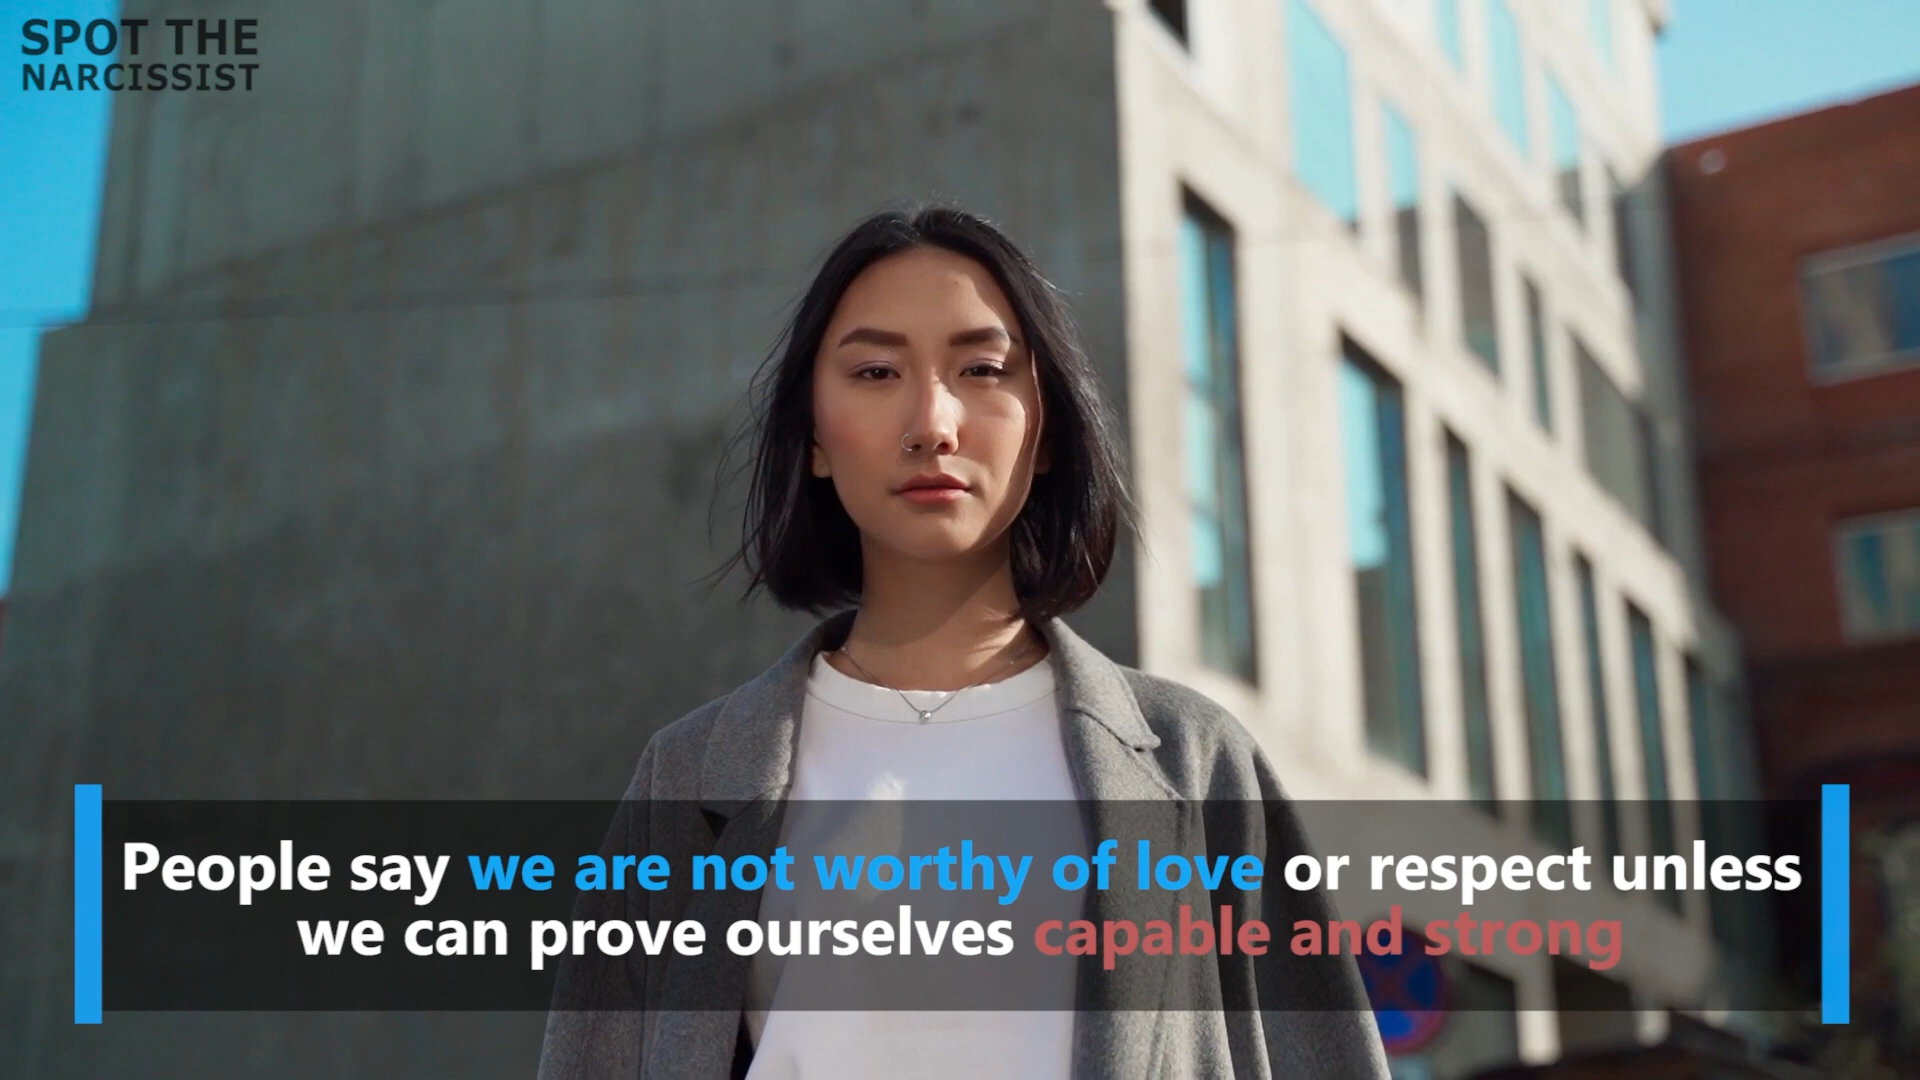 SPOT THE
NARCISSIST
People say we are not worthy of love or respect unless
we can prove ourselves capable and strong